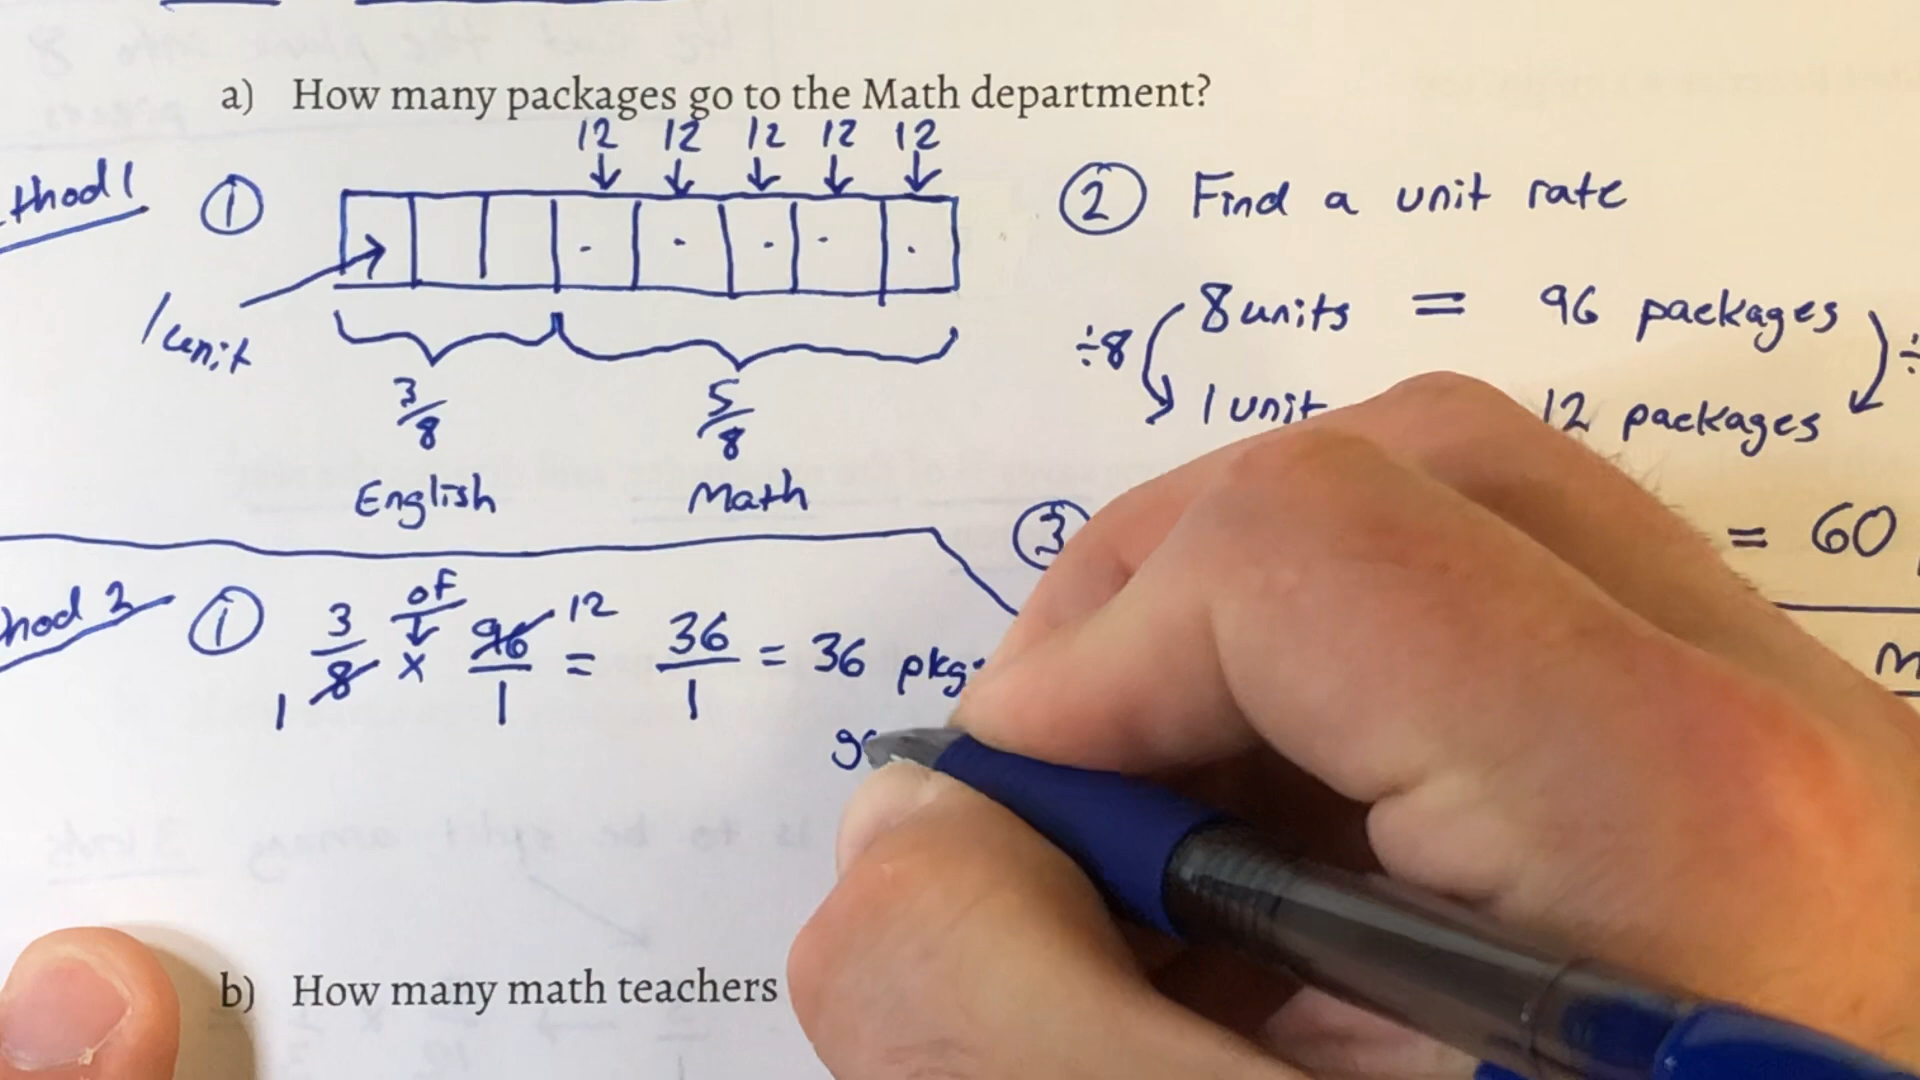 a) How many packages go to the Math department?
12 12 12 12 12
thod 1
①
1 unit
3/8
English
5/8
Math
② Find a unit rate
÷8
8 units = 96 packages
÷
1 unit 12 packages
③ = 60
hod 2
①
of
3/8 × 96/1 = 36/1 = 36 pkg.
1
12
b) How many math teachers